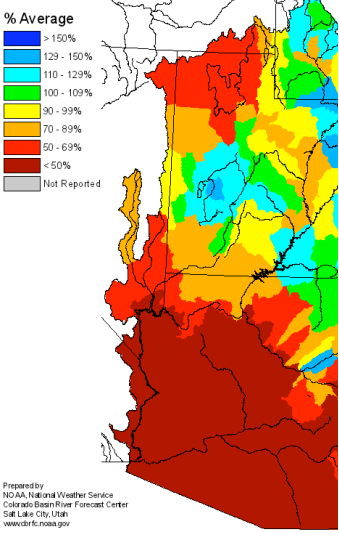 % Average
> 150%
129 - 150%
110 - 129%
100 - 109%
90 - 99%
70 - 89%
50 - 69%
< 50%
Not Reported
Prepared by
NOAA, National Weather Service
Colorado Basin River Forecast Center
Salt Lake City, Utah
www.cbrfc.noaa.gov